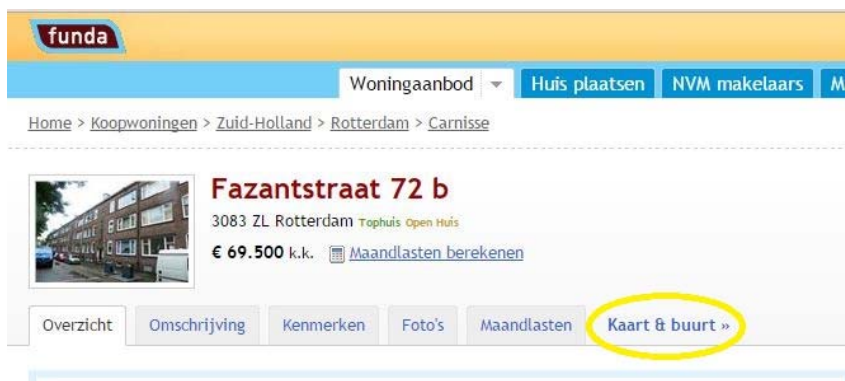 funda
Woningaanbod Huis plaatsen NVM makelaars
Home > Koopwoningen > Zuid-Holland > Rotterdam > Carnisse
Fazantstraat 72 b
3083 ZL Rotterdam Tophuis Open Huis
€ 69.500 k.k. Maandlasten berekenen
Overzicht Omschrijving Kenmerken Foto's Maandlasten Kaart & buurt »